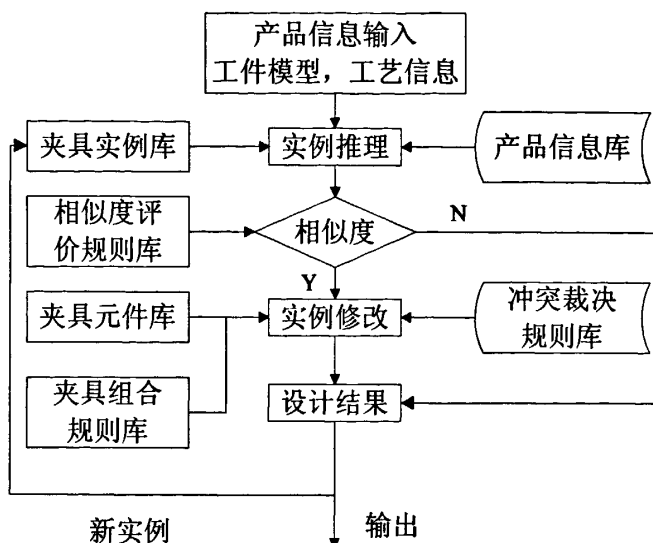 产品信息输入
工件模型，工艺信息
夹具实例库
实例推理
产品信息库
相似度评
价规则库
相似度
N
Y
夹具元件库
实例修改
冲突裁决
规则库
夹具组合
规则库
设计结果
新实例
输出